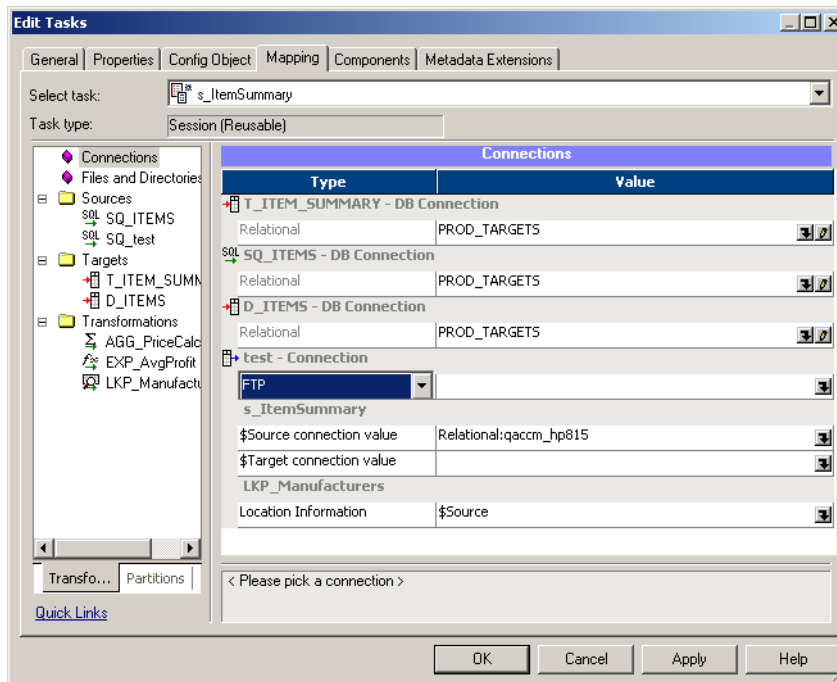 Edit Tasks
General Properties Config Object Mapping Components Metadata Extensions
Select task: s_ItemSummary
Task type: Session (Reusable)
Connections
Files and Directories
Sources
SQL SQ_ITEMS
SQL SQ_test
Targets
T_ITEM_SUMM
D_ITEMS
Transformations
Σ AGG_PriceCalc
fx EXP_AvgProfit
LKP_Manufactu
Transfo... Partitions
Quick Links
Connections
Type Value
T_ITEM_SUMMARY - DB Connection
Relational PROD_TARGETS
SQL SQ_ITEMS - DB Connection
Relational PROD_TARGETS
D_ITEMS - DB Connection
Relational PROD_TARGETS
test - Connection
FTP
s_ItemSummary
$Source connection value Relational:qaccm_hp815
$Target connection value
LKP_Manufacturers
Location Information $Source
< Please pick a connection >
OK Cancel Apply Help